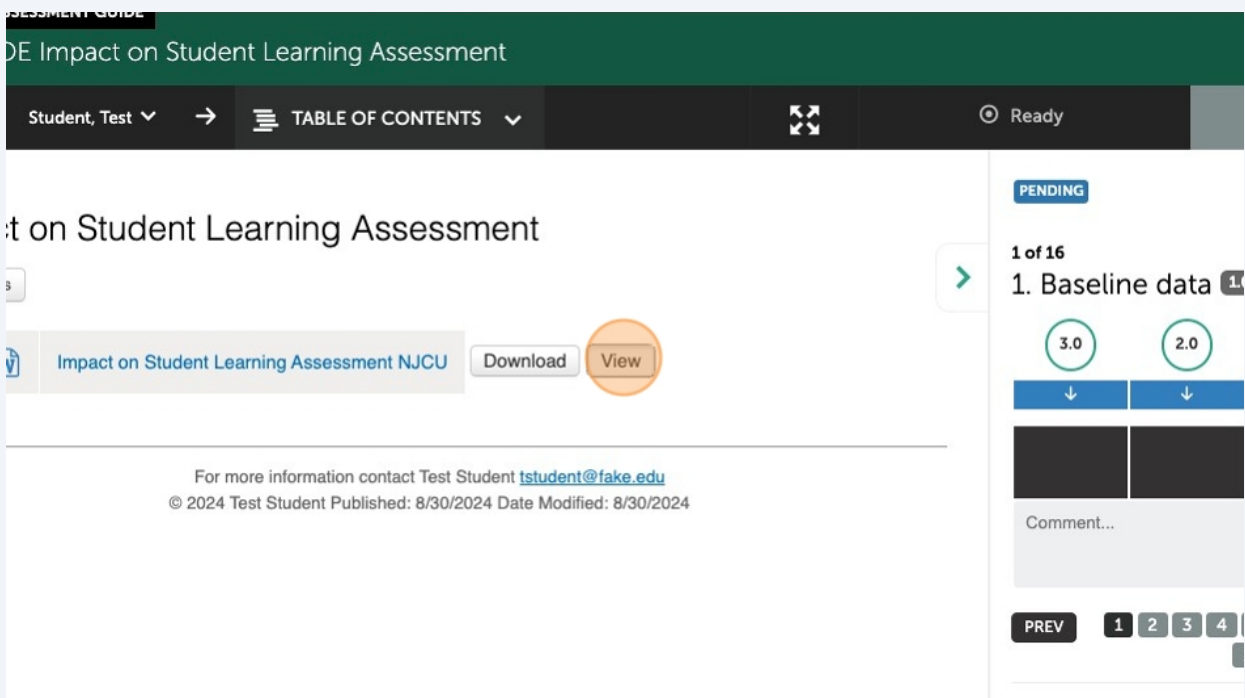 ASSESSMENT GUIDE
DE Impact on Student Learning Assessment
Student, Test
TABLE OF CONTENTS
Ready
PENDING
ct on Student Learning Assessment
1 of 16
1. Baseline data
s
3.0
2.0
Impact on Student Learning Assessment NJCU
Download
View
For more information contact Test Student tstudent@fake.edu
© 2024 Test Student Published: 8/30/2024 Date Modified: 8/30/2024
Comment...
PREV 1 2 3 4